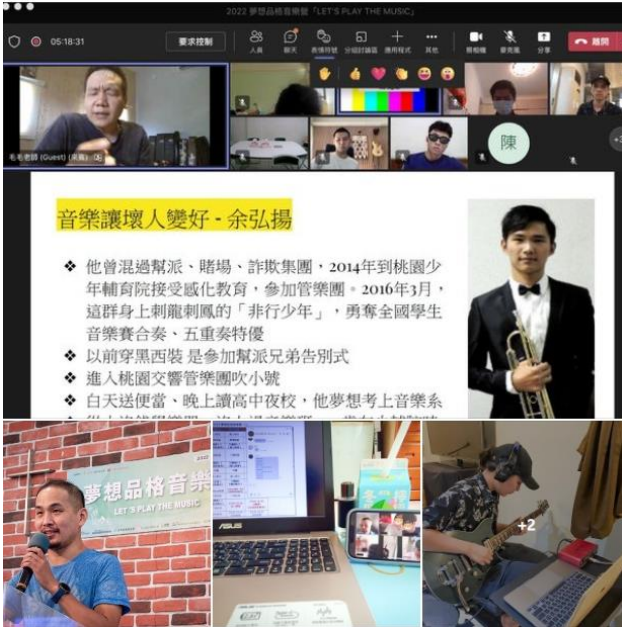 2022 夢想品格音樂營「LET'S PLAY THE MUSIC」
05:18:31
要求控制
人員
聊天
表情符號
分組討論區
應用程式
其他
照相機
麥克風
分享
離開
陳
毛毛老師 (Guest) (來賓)
音樂讓壞人變好 - 余弘揚
❖ 他曾混過幫派、賭場、詐欺集團,2014年到桃園少
年輔育院接受感化教育,參加管樂團。2016年3月,
這群身上刺龍刺鳳的「非行少年」,勇奪全國學生
音樂賽合奏、五重奏特優
❖ 以前穿黑西裝 是參加幫派兄弟告別式
❖ 進入桃園交響管樂團吹小號
❖ 白天送便當、晚上讀高中夜校,他夢想考上音樂系
夢想品格音樂
LET'S PLAY THE MUSIC
ASUS
冬
檸
+2